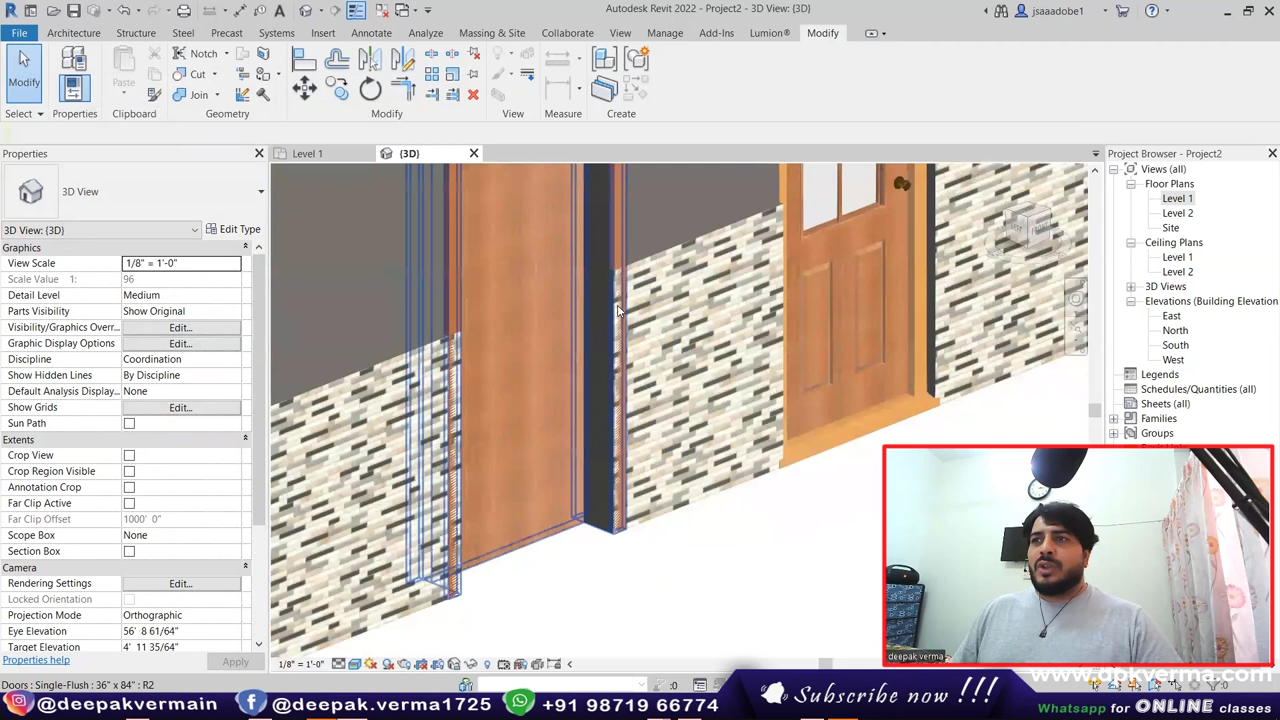 Autodesk Revit 2022 - Project2 - 3D View: {3D}
jsaaadobe1
File Architecture Structure Steel Precast Systems Insert Annotate Analyze Massing & Site Collaborate View Manage Add-Ins Lumion® Modify
Modify
Paste
Notch
Cut
Join
Select Properties Clipboard Geometry Modify View Measure Create
Properties
Level 1
{3D}
Project Browser - Project2
3D View
3D View: {3D}
Edit Type
Graphics
View Scale 1/8" = 1'-0"
Scale Value 1: 96
Detail Level Medium
Parts Visibility Show Original
Visibility/Graphics Overr... Edit...
Graphic Display Options Edit...
Discipline Coordination
Show Hidden Lines By Discipline
Default Analysis Display... None
Show Grids Edit...
Sun Path
Extents
Crop View
Crop Region Visible
Annotation Crop
Far Clip Active
Far Clip Offset 1000' 0"
Scope Box None
Section Box
Camera
Rendering Settings Edit...
Locked Orientation
Projection Mode Orthographic
Eye Elevation 56' 8 61/64"
Target Elevation 4' 11 35/64"
Properties help
Apply
Views (all)
Floor Plans
Level 1
Level 2
Site
Ceiling Plans
Level 1
Level 2
3D Views
Elevations (Building Elevation
East
North
South
West
Legends
Schedules/Quantities (all)
Sheets (all)
Families
Groups
1/8" = 1'-0"
Doors : Single-Flush : 36" x 84" : R2
:0
deepak verma
www.dpkverma.com
@deepakvermain
@deepak.verma1725
+91 98719 66774
Subscribe now !!!
Whatsapp for ONLINE classes